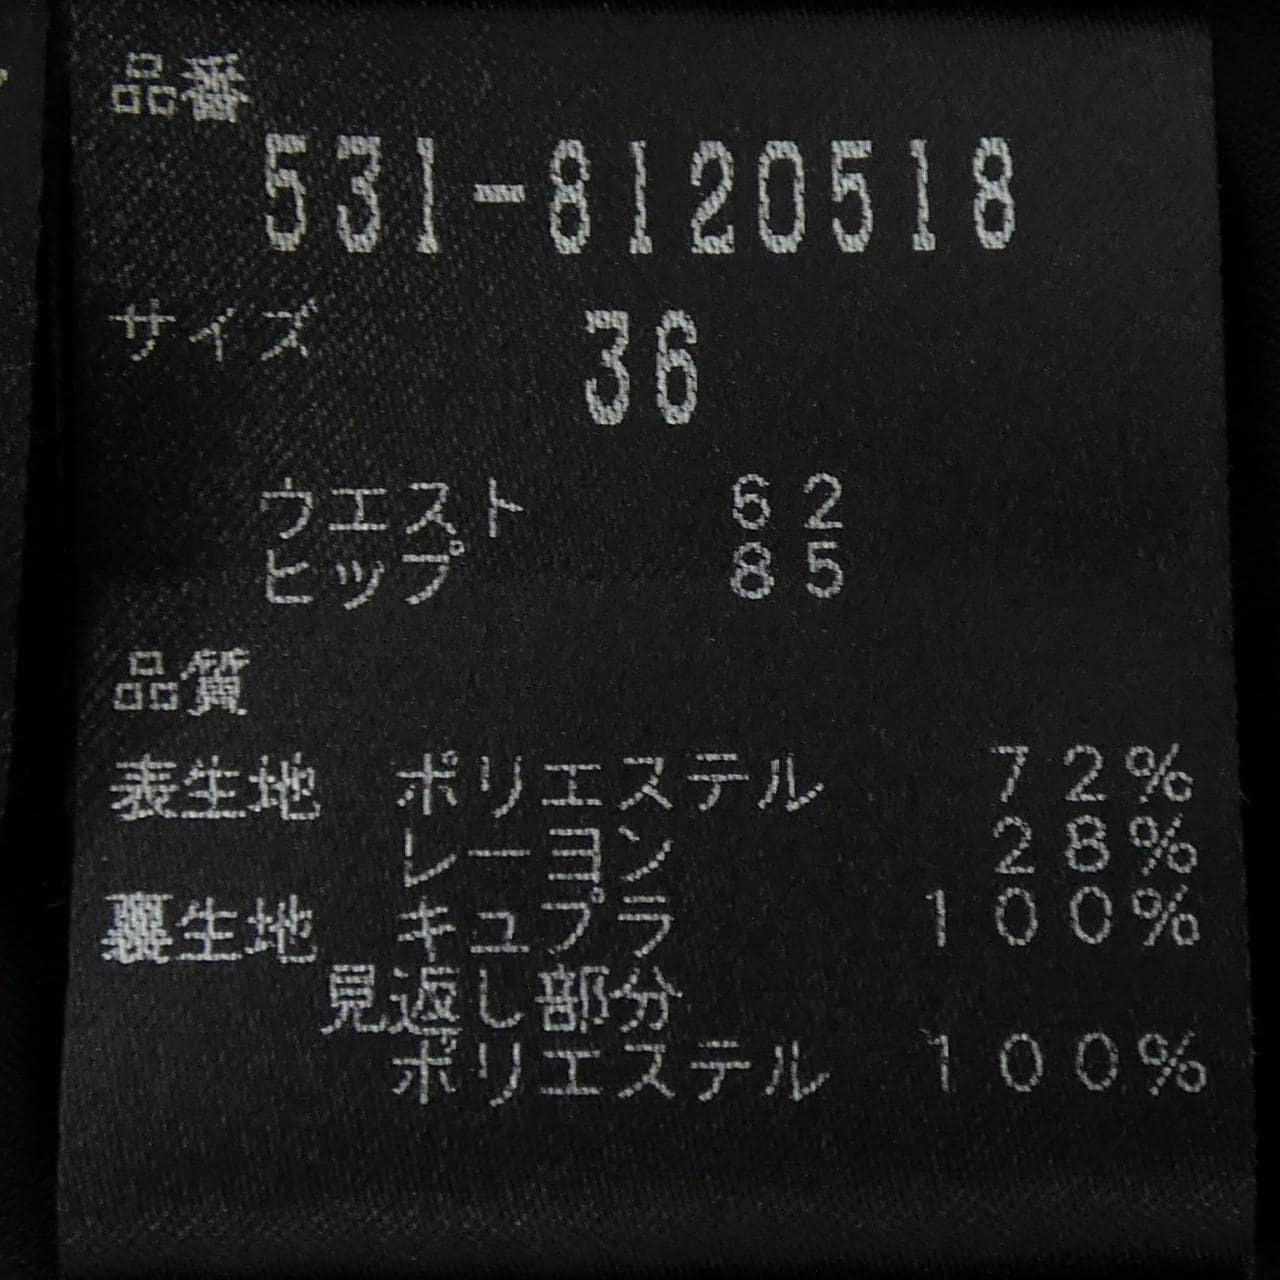 品番
531-8120518
サイズ 36
ウエスト 62
ヒップ 85
品質
表生地 ポリエステル 72%
レーヨン 28%
裏生地 キュプラ 100%
見返し部分
ポリエステル 100%